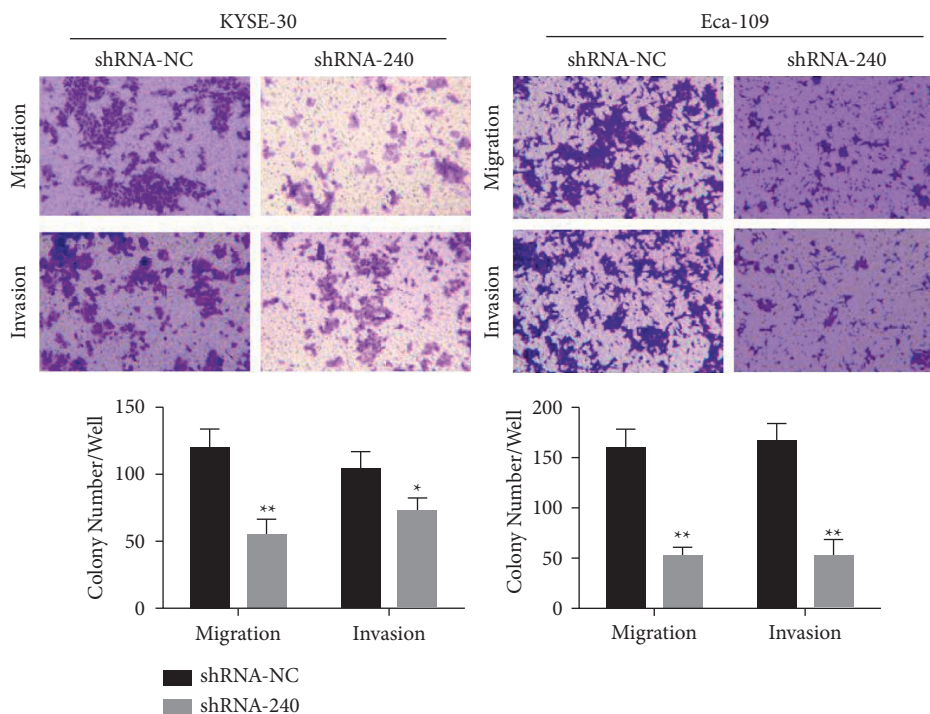 KYSE-30
Eca-109
shRNA-NC
shRNA-240
shRNA-NC
shRNA-240
Migration
Migration
Invasion
Invasion
Colony Number/Well
150
100
50
0
**
*
Migration
Invasion
Colony Number/Well
200
150
100
50
0
**
**
Migration
Invasion
shRNA-NC
shRNA-240